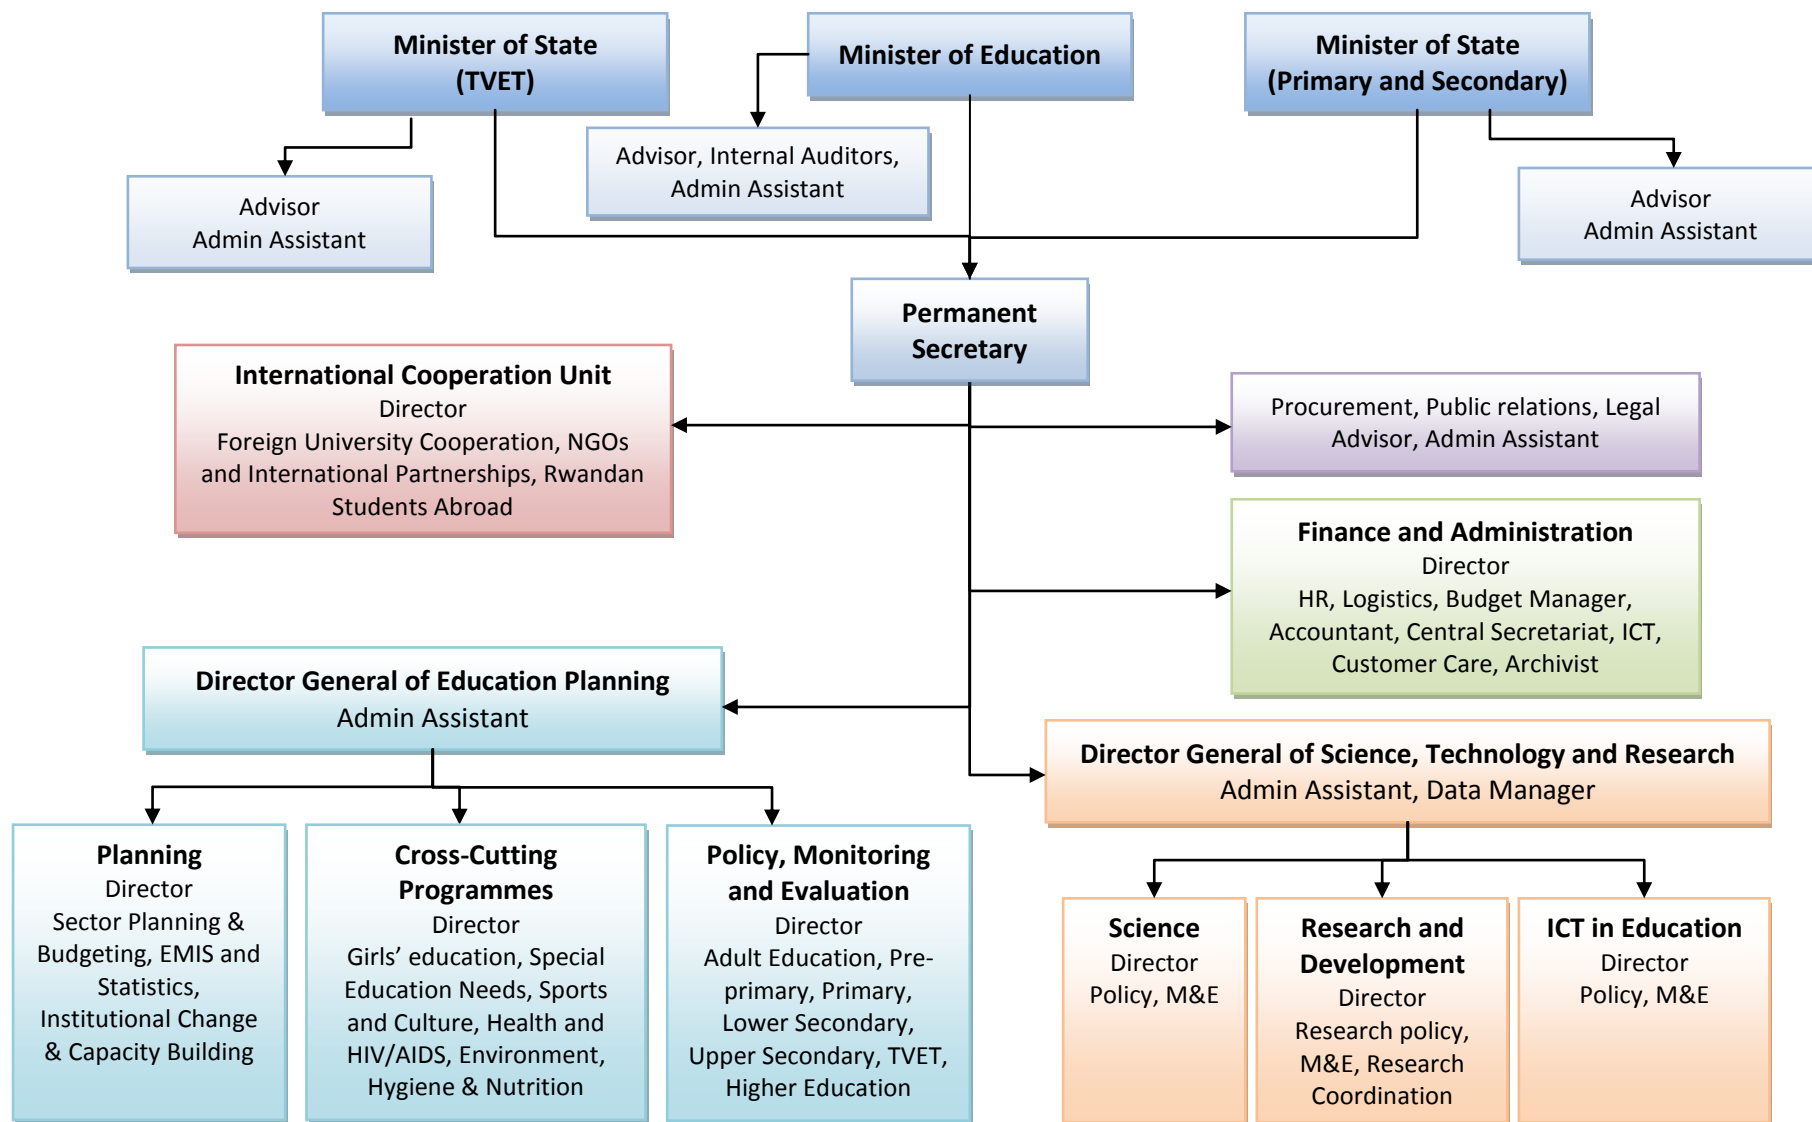 Minister of State
(TVET)
Minister of Education
Minister of State
(Primary and Secondary)
Advisor
Admin Assistant
Advisor, Internal Auditors,
Admin Assistant
Advisor
Admin Assistant
Permanent
Secretary
International Cooperation Unit
Director
Foreign University Cooperation, NGOs
and International Partnerships, Rwandan
Students Abroad
Procurement, Public relations, Legal
Advisor, Admin Assistant
Finance and Administration
Director
HR, Logistics, Budget Manager,
Accountant, Central Secretariat, ICT,
Customer Care, Archivist
Director General of Education Planning
Admin Assistant
Director General of Science, Technology and Research
Admin Assistant, Data Manager
Planning
Director
Sector Planning &
Budgeting, EMIS and
Statistics,
Institutional Change
& Capacity Building
Cross-Cutting
Programmes
Director
Girls’ education, Special
Education Needs, Sports
and Culture, Health and
HIV/AIDS, Environment,
Hygiene & Nutrition
Policy, Monitoring
and Evaluation
Director
Adult Education, Pre-
primary, Primary,
Lower Secondary,
Upper Secondary, TVET,
Higher Education
Science
Director
Policy, M&E
Research and
Development
Director
Research policy,
M&E, Research
Coordination
ICT in Education
Director
Policy, M&E